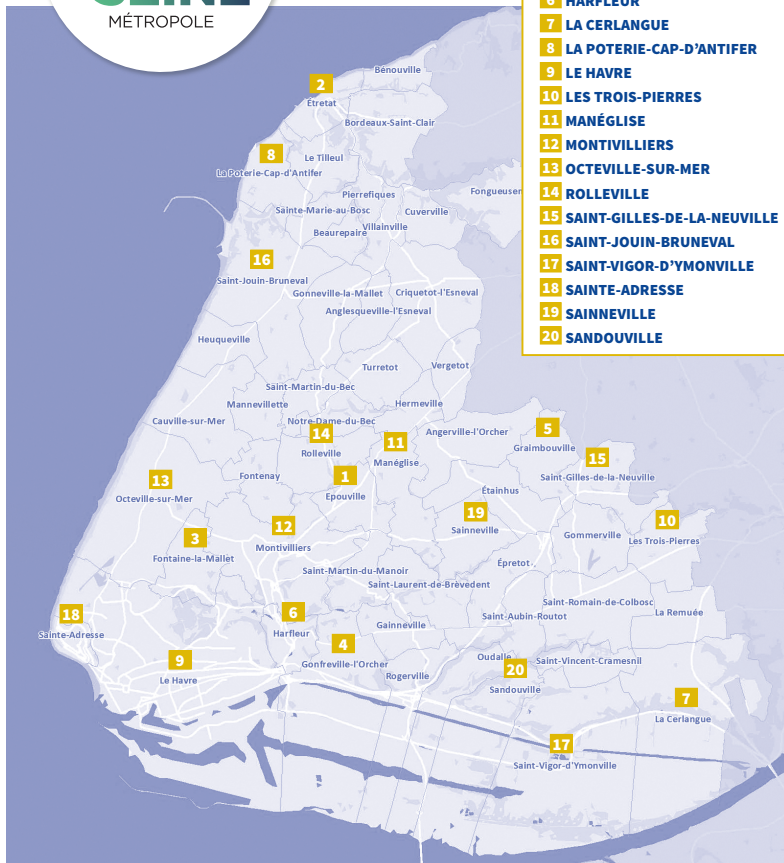 SEINE
MÉTROPOLE
6 HARFLEUR
7 LA CERLANGUE
8 LA POTERIE-CAP-D’ANTIFER
9 LE HAVRE
10 LES TROIS-PIERRES
11 MANÉGLISE
12 MONTIVILLIERS
13 OCTEVILLE-SUR-MER
14 ROLLEVILLE
15 SAINT-GILLES-DE-LA-NEUVILLE
16 SAINT-JOUIN-BRUNEVAL
17 SAINT-VIGOR-D’YMONVILLE
18 SAINTE-ADRESSE
19 SAINNEVILLE
20 SANDOUVILLE
Bénouville
2
Étretat
Bordeaux-Saint-Clair
8
Le Tilleul
La Poterie-Cap-d'Antifer
Pierrefiques
Fongueusem
Sainte-Marie-au-Bosc
Cuverville
Villainville
Beaurepaire
16
Saint-Jouin-Bruneval
Gonneville-la-Mallet
Criquetot-l'Esneval
Anglesqueville-l'Esneval
Heuqueville
Turretot
Vergetot
Saint-Martin-du-Bec
Mannevillette
Hermeville
Cauville-sur-Mer
Notre-Dame-du-Bec
14
Rolleville
11
Manéglise
Angerville-l'Orcher
5
Graimbouville
15
Saint-Gilles-de-la-Neuville
13
Octeville-sur-Mer
Fontenay
1
Epouville
Étainhus
19
Sainneville
10
Les Trois-Pierres
Gommerville
3
Fontaine-la-Mallet
12
Montivilliers
Saint-Martin-du-Manoir
Épretot
Saint-Laurent-de-Brèvedent
18
Sainte-Adresse
6
Harfleur
Gainneville
Saint-Romain-de-Colbosc
Saint-Aubin-Routot
La Remuée
9
Le Havre
4
Gonfreville-l'Orcher
Rogerville
Oudalle
20
Sandouville
Saint-Vincent-Cramesnil
7
La Cerlangue
17
Saint-Vigor-d'Ymonville